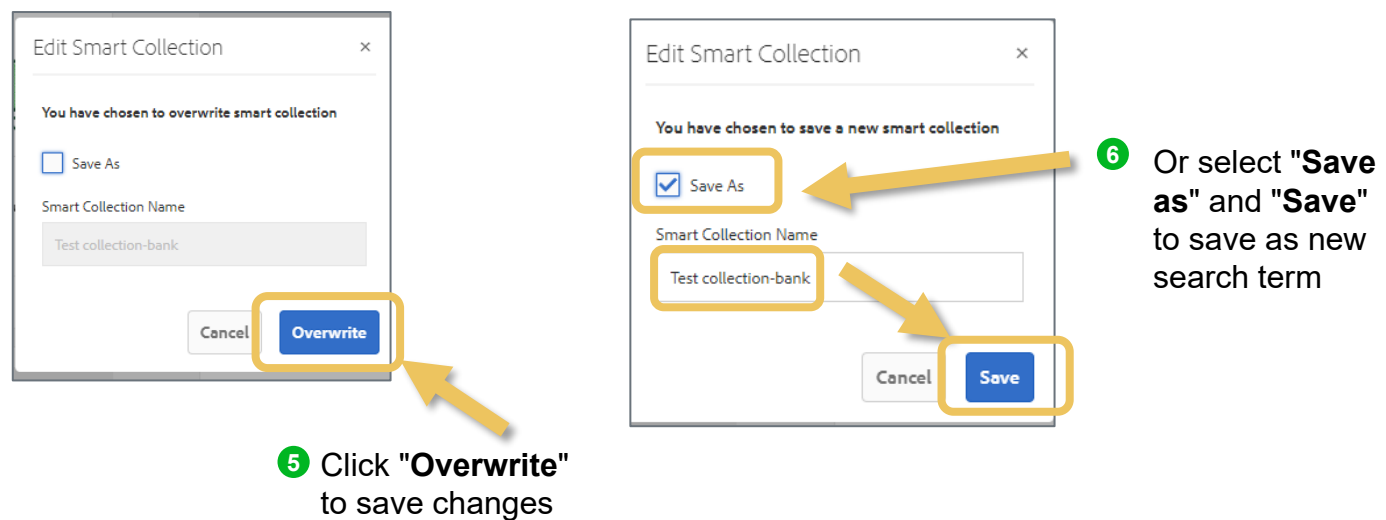 Edit Smart Collection ×
You have chosen to overwrite smart collection
Save As
Smart Collection Name
Test collection-bank
Cancel Overwrite
5 Click "Overwrite"
to save changes
Edit Smart Collection ×
You have chosen to save a new smart collection
Save As
Smart Collection Name
Test collection-bank
Cancel Save
6 Or select "Save
as" and "Save"
to save as new
search term